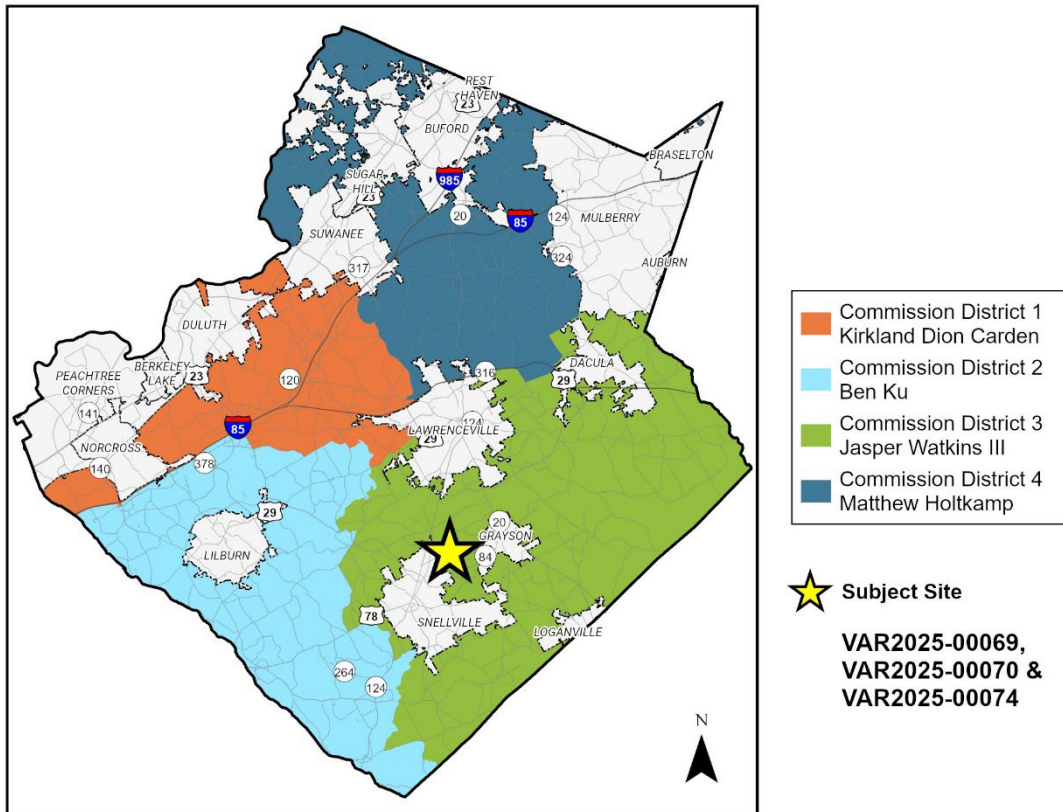 REST
HAVEN
23
BUFORD
BRASELTON
SUGAR
HILL
23
985
20
85
124
MULBERRY
SUWANEE
317
324
AUBURN
DULUTH
BERKELEY
LAKE
23
PEACHTREE
CORNERS
141
120
316
DACULA
29
85
124
LAWRENCEVILLE
29
NORCROSS
140
378
29
LILBURN
20
GRAYSON
84
78
SNELLVILLE
LOGANVILLE
264
124
N
Commission District 1
Kirkland Dion Carden
Commission District 2
Ben Ku
Commission District 3
Jasper Watkins III
Commission District 4
Matthew Holtkamp
Subject Site
VAR2025-00069,
VAR2025-00070 &
VAR2025-00074